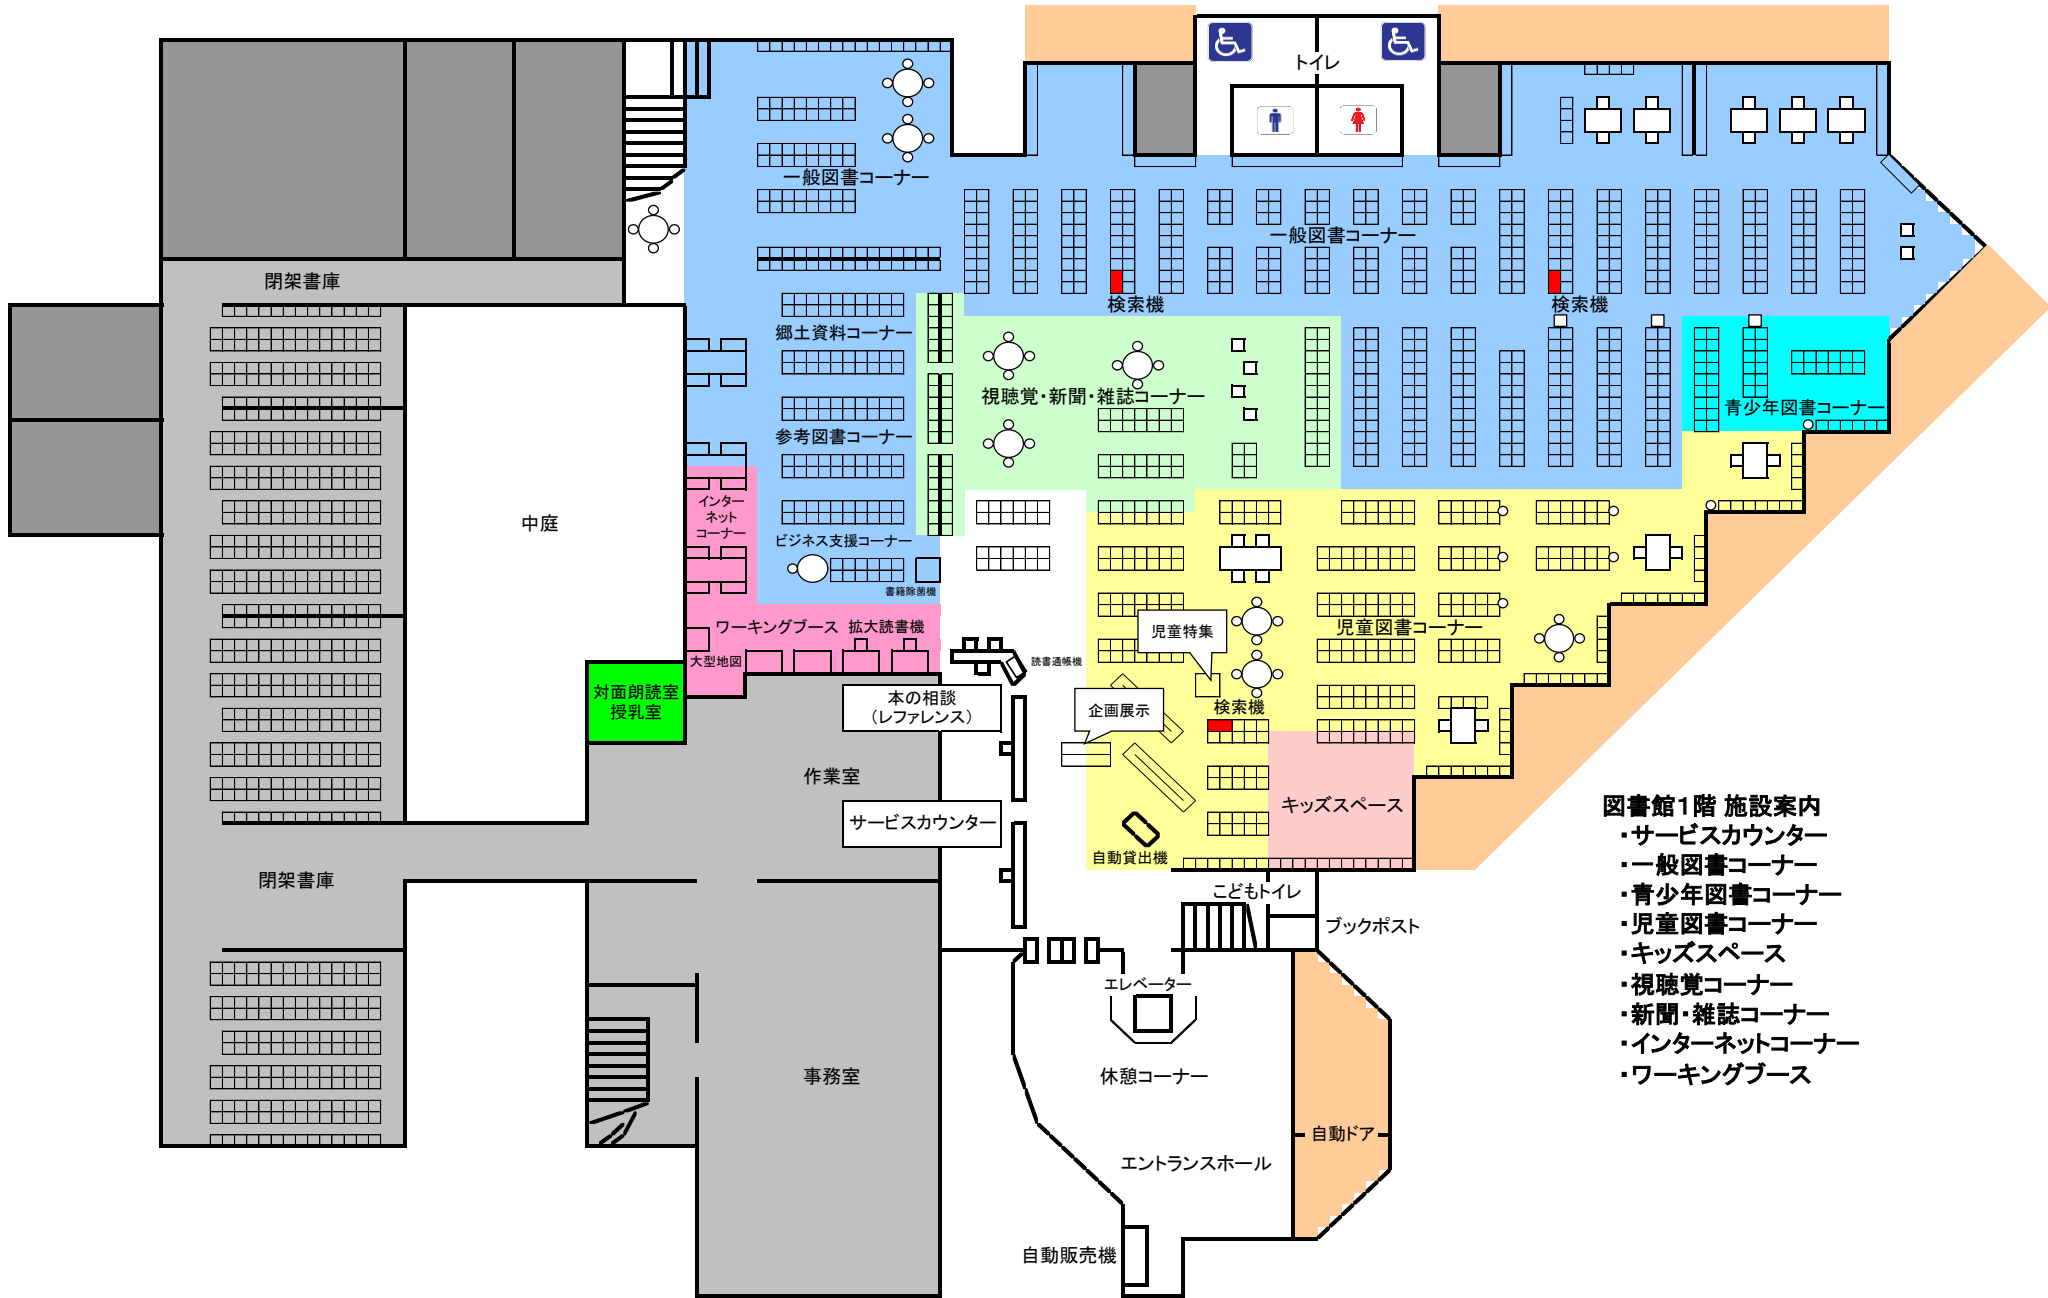 トイレ
一般図書コーナー
一般図書コーナー
閉架書庫
検索機
検索機
郷土資料コーナー
視聴覚・新聞・雑誌コーナー
青少年図書コーナー
参考図書コーナー
インター
ネット
コーナー
中庭
ビジネス支援コーナー
書籍除菌機
ワーキングブース
拡大読書機
児童特集
児童図書コーナー
大型地図
読書通帳機
対面朗読室
授乳室
本の相談
（レファレンス）
企画展示
検索機
作業室
キッズスペース
サービスカウンター
自動貸出機
閉架書庫
こどもトイレ
ブックポスト
エレベーター
事務室
休憩コーナー
自動ドア
エントランスホール
自動販売機
図書館１階 施設案内
・サービスカウンター
・一般図書コーナー
・青少年図書コーナー
・児童図書コーナー
・キッズスペース
・視聴覚コーナー
・新聞・雑誌コーナー
・インターネットコーナー
・ワーキングブース